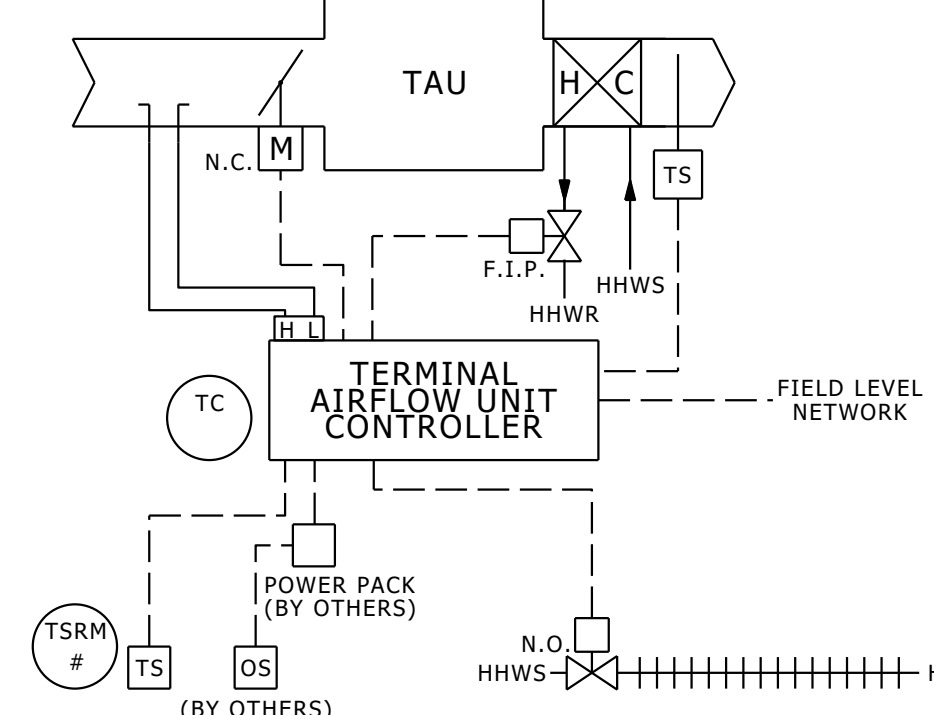 TAU
H C
M
N.C.
TS
F.I.P.
HHWS
HHWR
H L
TERMINAL
AIRFLOW UNIT
CONTROLLER
TC
FIELD LEVEL
NETWORK
POWER PACK
(BY OTHERS)
TSRM
#
TS
OS
(BY OTHERS)
N.O.
HHWS